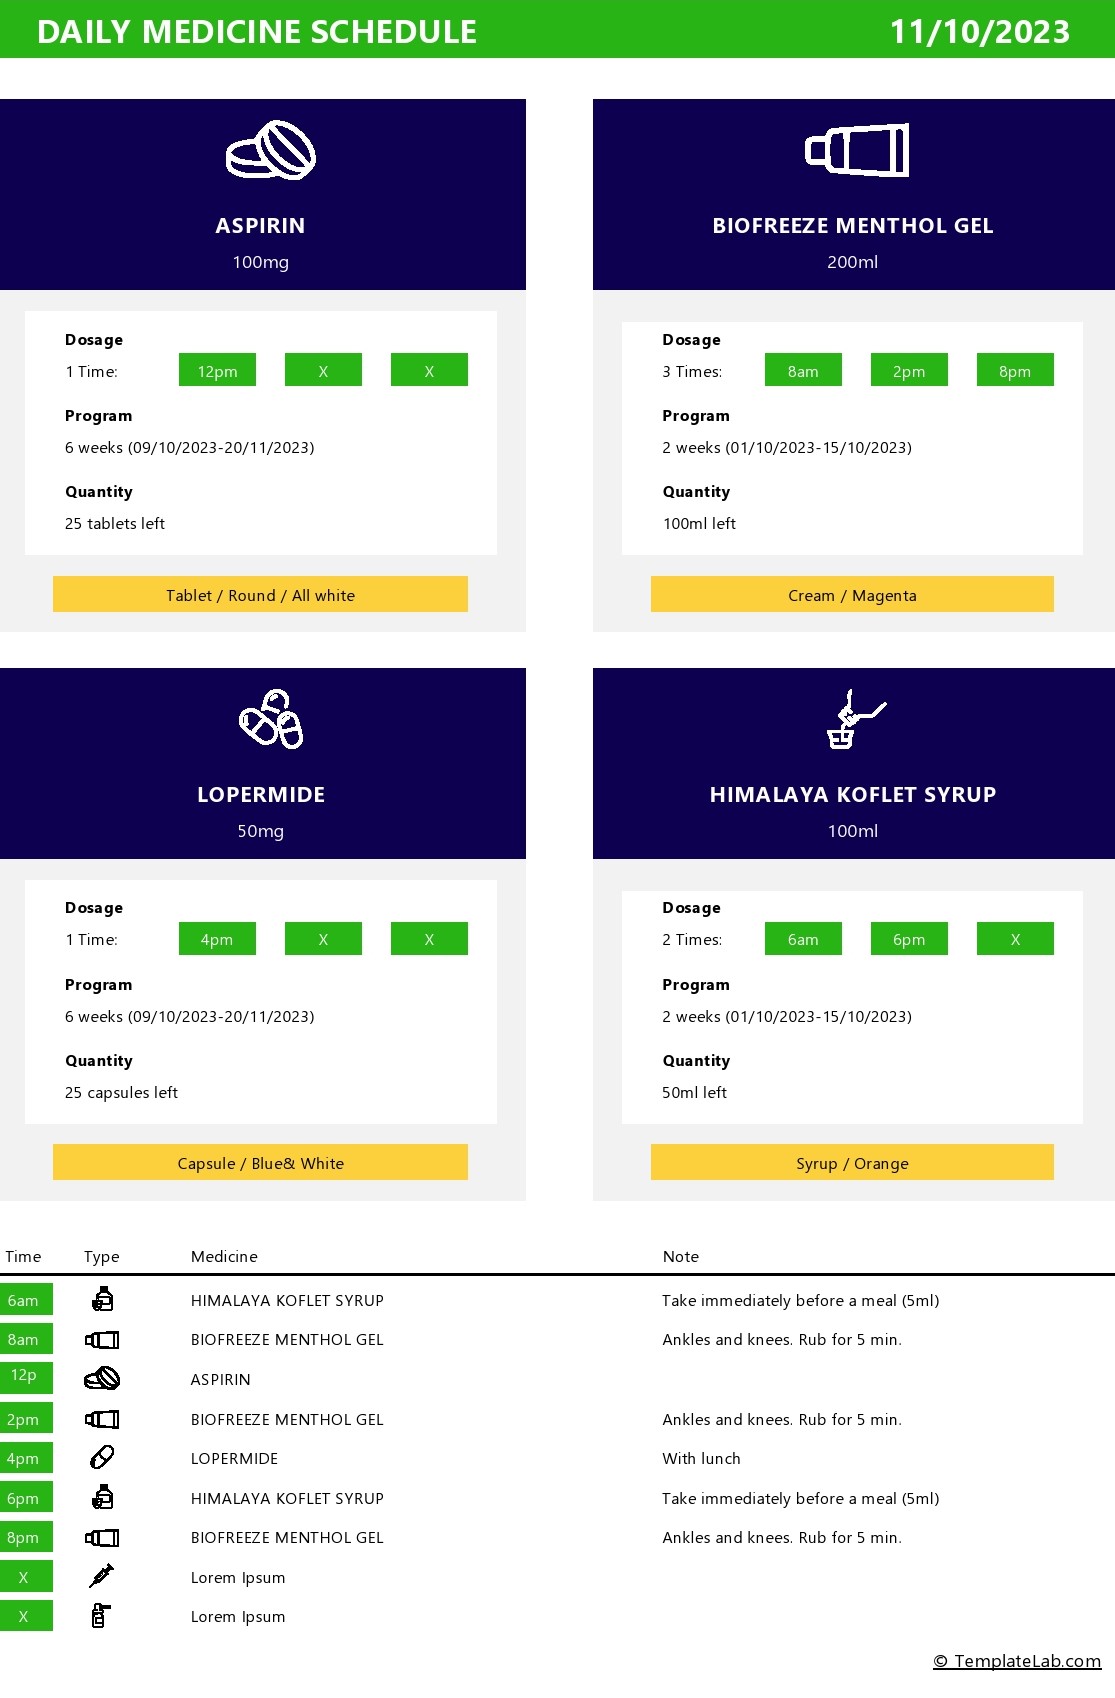 DAILY MEDICINE SCHEDULE 11/10/2023
ASPIRIN
100mg
Dosage
1 Time: 12pm X X
Program
6 weeks (09/10/2023-20/11/2023)
Quantity
25 tablets left
Tablet / Round / All white
BIOFREEZE MENTHOL GEL
200ml
Dosage
3 Times: 8am 2pm 8pm
Program
2 weeks (01/10/2023-15/10/2023)
Quantity
100ml left
Cream / Magenta
LOPERMIDE
50mg
Dosage
1 Time: 4pm X X
Program
6 weeks (09/10/2023-20/11/2023)
Quantity
25 capsules left
Capsule / Blue& White
HIMALAYA KOFLET SYRUP
100ml
Dosage
2 Times: 6am 6pm X
Program
2 weeks (01/10/2023-15/10/2023)
Quantity
50ml left
Syrup / Orange
Time Type Medicine Note
6am HIMALAYA KOFLET SYRUP Take immediately before a meal (5ml)
8am BIOFREEZE MENTHOL GEL Ankles and knees. Rub for 5 min.
12p ASPIRIN
2pm BIOFREEZE MENTHOL GEL Ankles and knees. Rub for 5 min.
4pm LOPERMIDE With lunch
6pm HIMALAYA KOFLET SYRUP Take immediately before a meal (5ml)
8pm BIOFREEZE MENTHOL GEL Ankles and knees. Rub for 5 min.
X Lorem Ipsum
X Lorem Ipsum
© TemplateLab.com